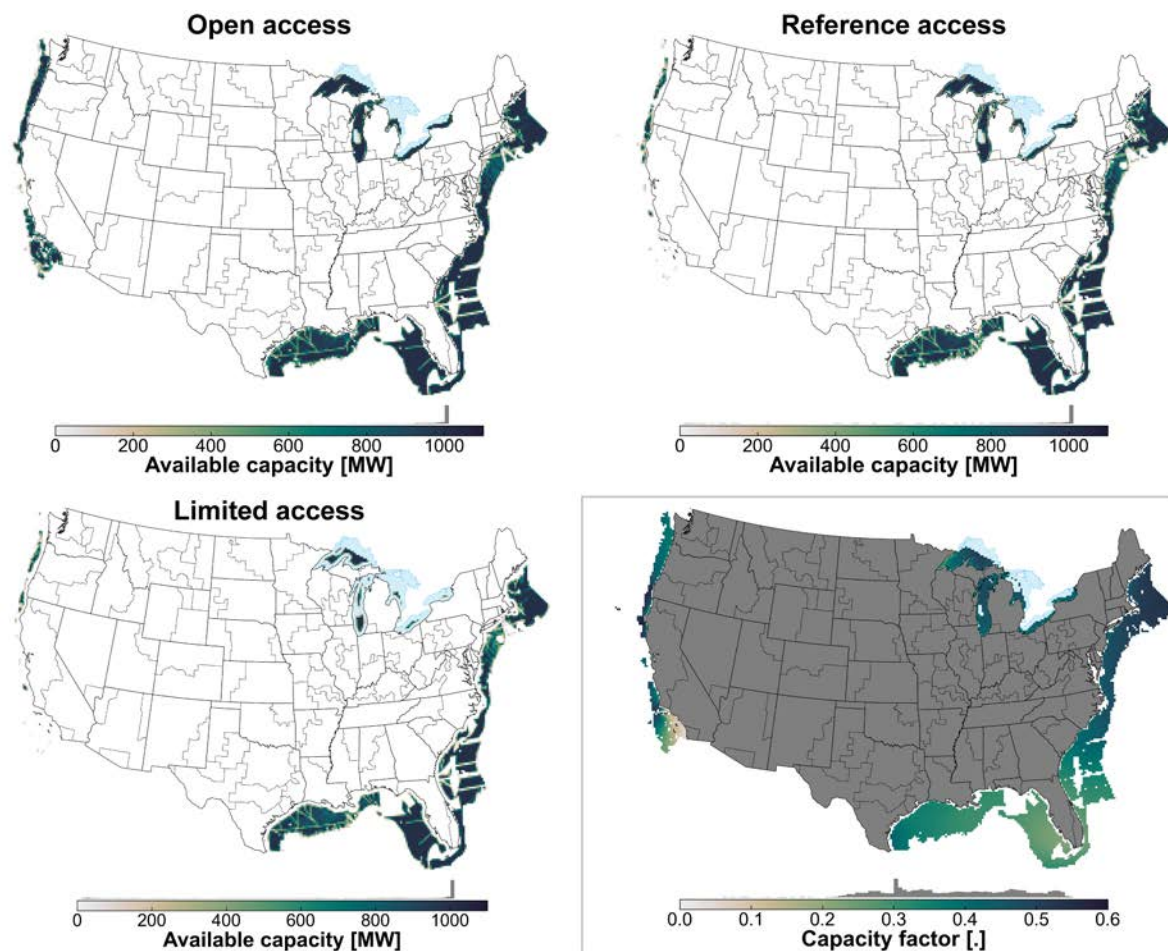 Open access
Reference access
0 200 400 600 800 1000
Available capacity [MW]
0 200 400 600 800 1000
Available capacity [MW]
Limited access
0 200 400 600 800 1000
Available capacity [MW]
0.0 0.1 0.2 0.3 0.4 0.5 0.6
Capacity factor [.]